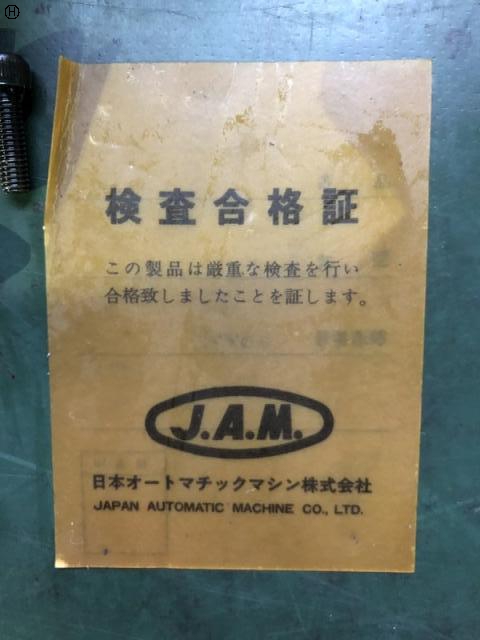 H
検査合格証
この製品は厳重な検査を行い
合格致しましたことを証します。
J.A.M.
日本オートマチックマシン株式会社
JAPAN AUTOMATIC MACHINE CO., LTD.